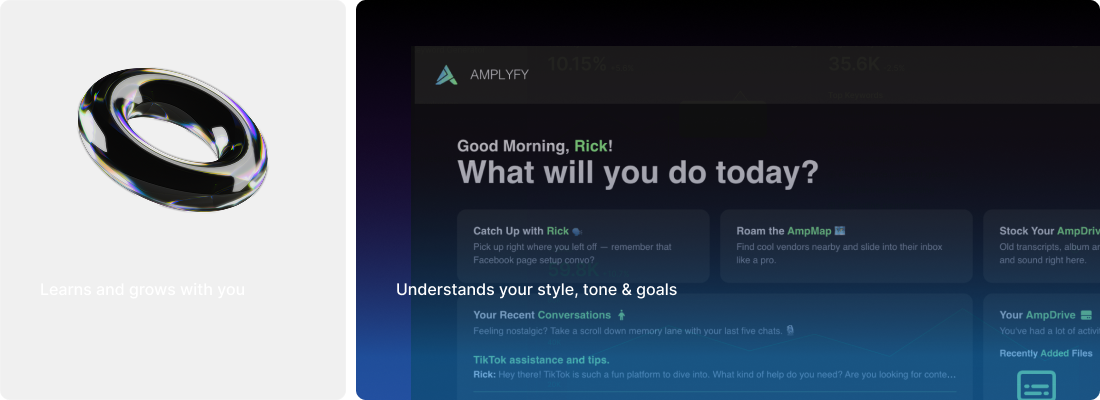 Learns and grows with you
10.15%
35.6K
AMPLYFY
Good Morning, Rick!
What will you do today?
Catch Up with Rick
Pick up right where you left off — remember that
Facebook page setup convo?
Roam the AmpMap
Find cool vendors nearby and slide into their inbox
like a pro.
Stock Your AmpDriv
Old transcripts, album ar
and sound right here.
59.8K
Understands your style, tone & goals
Your Recent Conversations
Feeling nostalgic? Take a scroll down memory lane with your last five chats.
TikTok assistance and tips.
Rick: Hey there! TikTok is such a fun platform to dive into. What kind of help do you need? Are you looking for conte...
Your AmpDrive
You've had a lot of activi
Recently Added Files